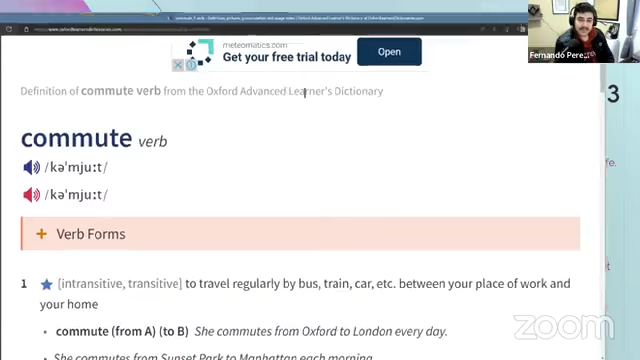 meteomatics.com
Get your free trial today
Open
Fernando Perez
Definition of commute verb from the Oxford Advanced Learner's Dictionary
3
commute verb
/kəˈmjuːt/
/kəˈmjuːt/
fe.
+ Verb Forms
1 ★ [intransitive, transitive] to travel regularly by bus, train, car, etc. between your place of work and
your home
• commute (from A) (to B) She commutes from Oxford to London every day.
• She commutes from Sunset Park to Manhattan each morning.
zoom